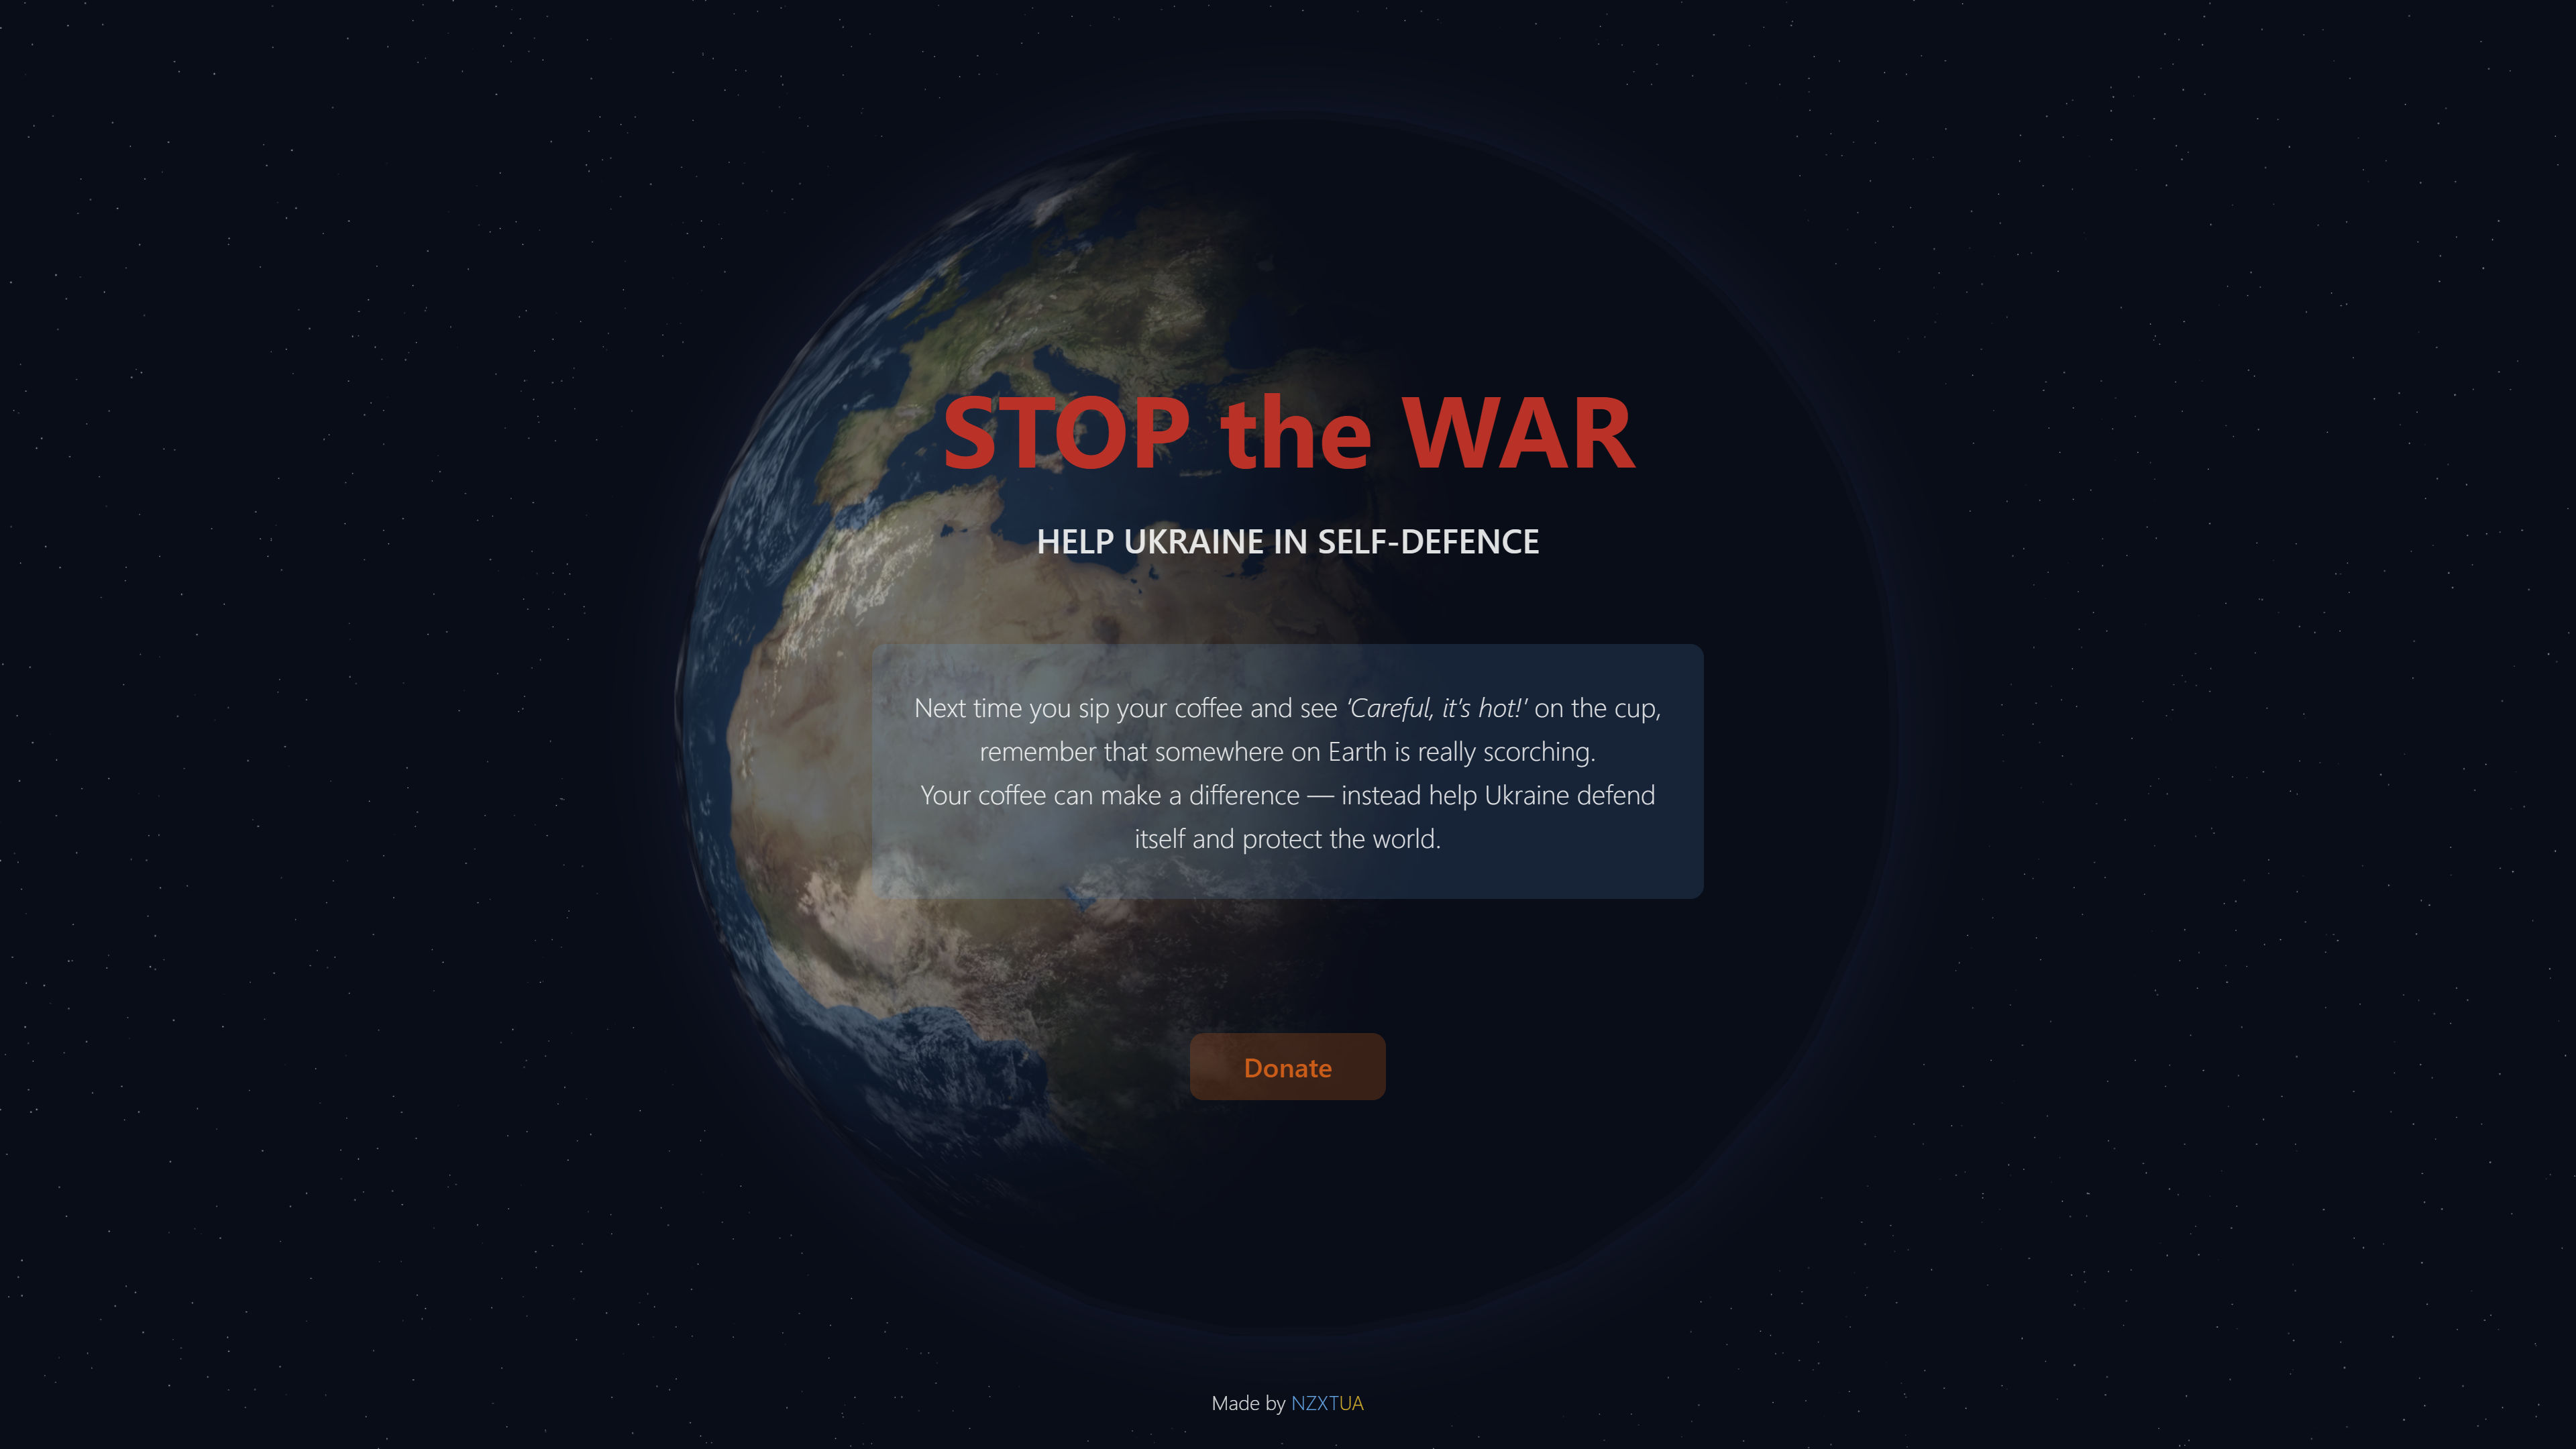 STOP the WAR
HELP UKRAINE IN SELF-DEFENCE
Next time you sip your coffee and see ‘Careful, it’s hot!’ on the cup,
remember that somewhere on Earth is really scorching.
Your coffee can make a difference — instead help Ukraine defend
itself and protect the world.
Donate
Made by NZXTUA